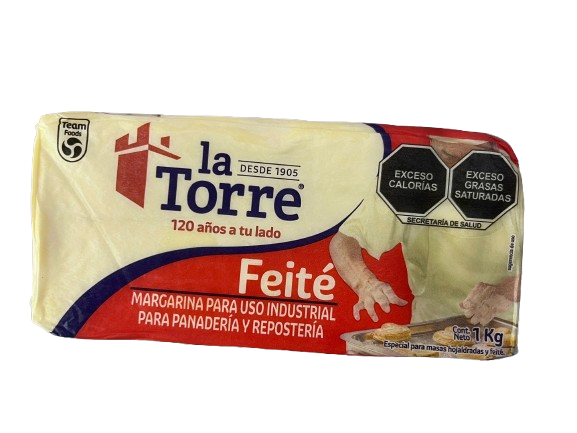 Team
Foods
la
DESDE 1905
Torre®
120 años a tu lado
EXCESO
CALORÍAS
EXCESO
GRASAS
SATURADAS
SECRETARÍA DE SALUD
Feité
MARGARINA PARA USO INDUSTRIAL
PARA PANADERÍA Y REPOSTERÍA
Cont.
Neto 1 Kg
Especial para masas hojaldradas y feité.